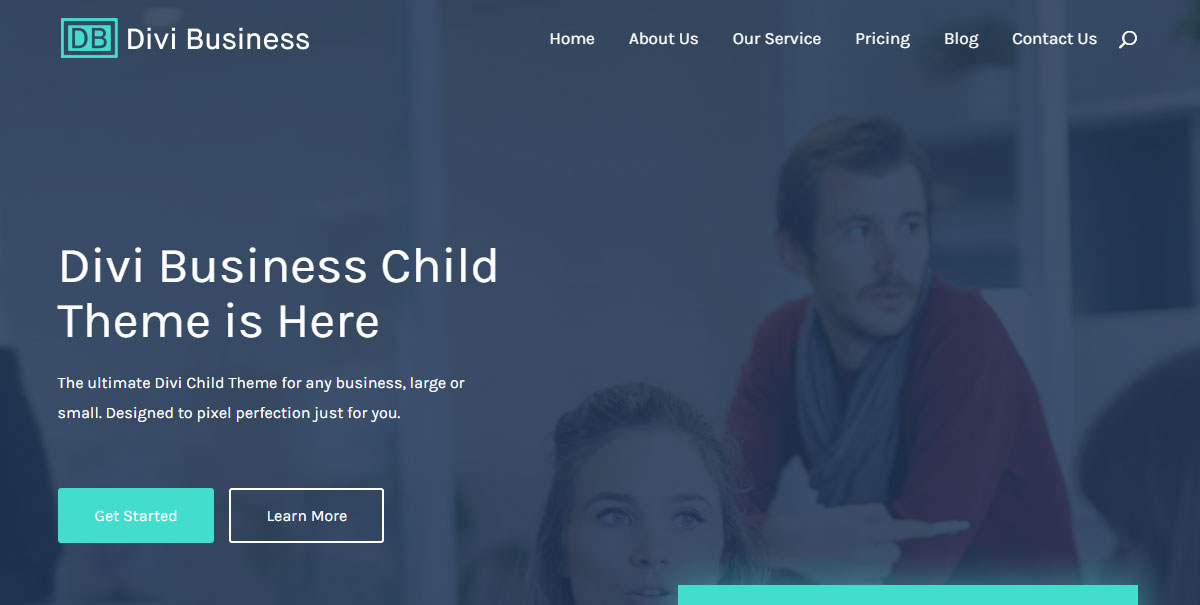 DB Divi Business
Home About Us Our Service Pricing Blog Contact Us
Divi Business Child
Theme is Here
The ultimate Divi Child Theme for any business, large or
small. Designed to pixel perfection just for you.
Get Started Learn More